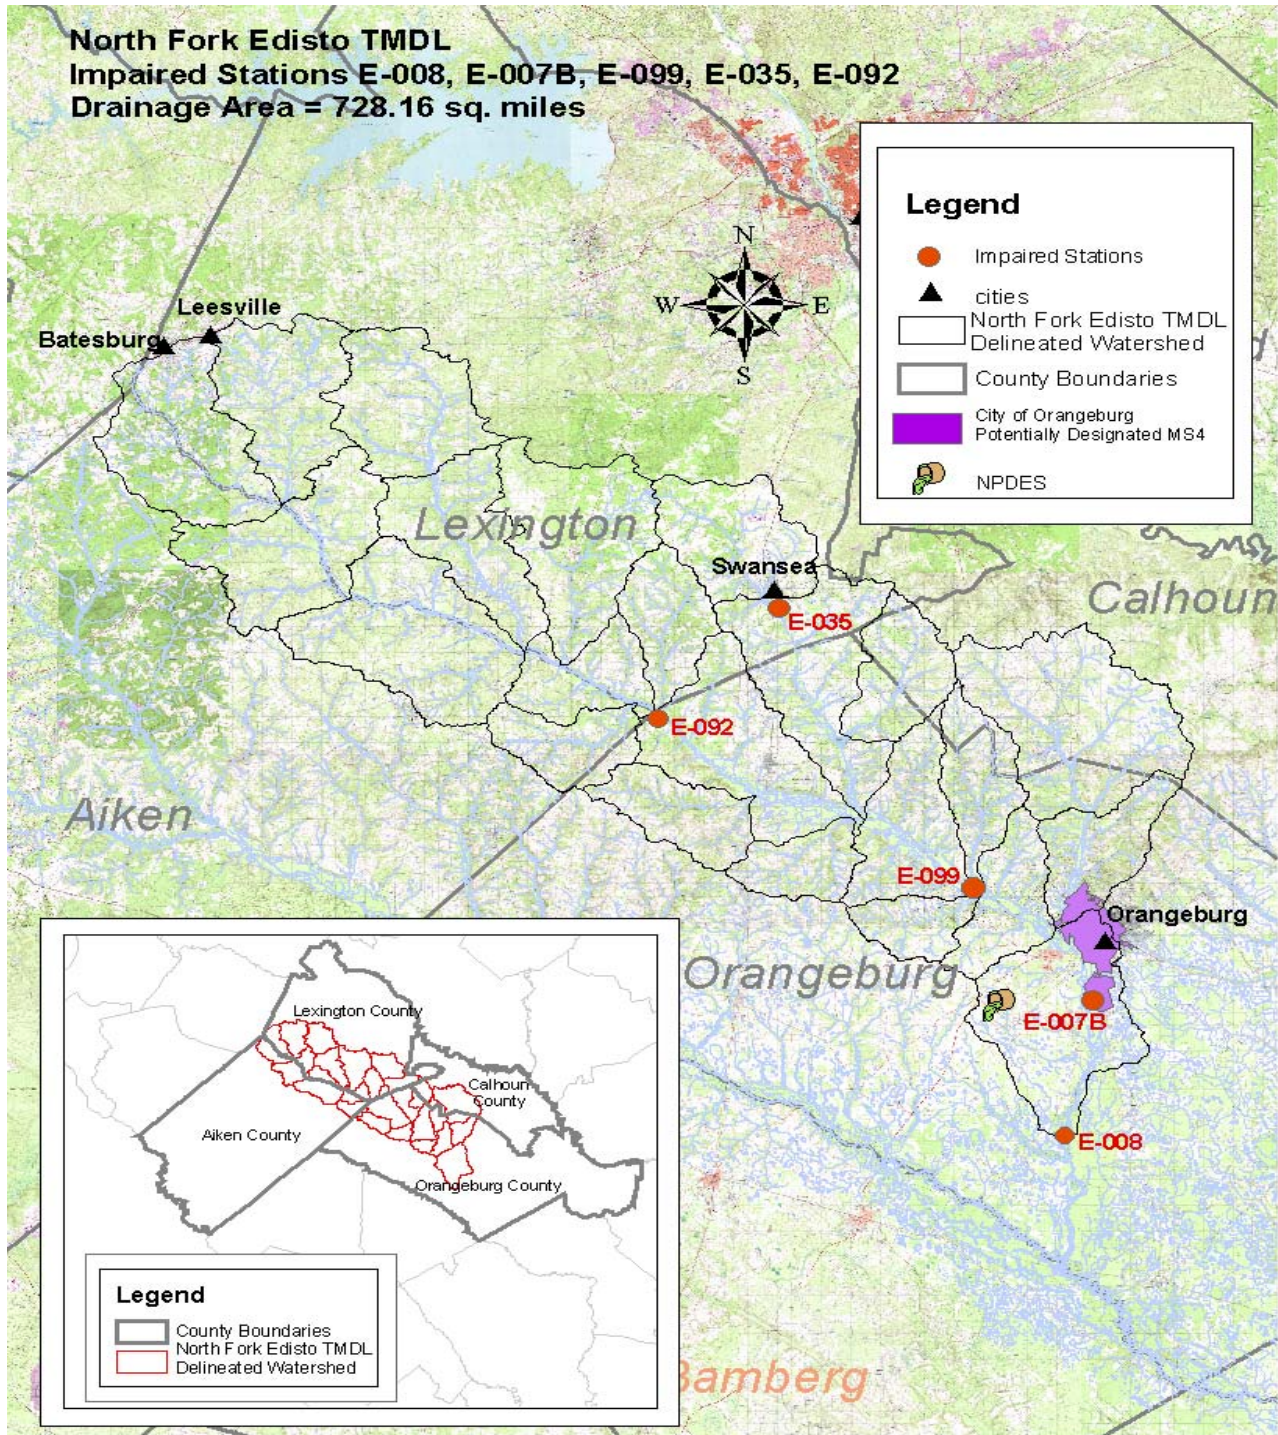 North Fork Edisto TMDL
Impaired Stations E-008, E-007B, E-099, E-035, E-092
Drainage Area = 728.16 sq. miles
Legend
Impaired Stations
cities
North Fork Edisto TMDL
Delineated Watershed
County Boundaries
City of Orangeburg
Potentially Designated MS4
NPDES
N
W
E
S
Leesville
Batesburg
Lexington
Swansea
E-035
Calhoun
E-092
Aiken
E-099
Orangeburg
Orangeburg
E-007B
E-008
Lexington County
Calhoun
County
Aiken County
Orangeburg County
Legend
County Boundaries
North Fork Edisto TMDL
Delineated Watershed
Bamberg